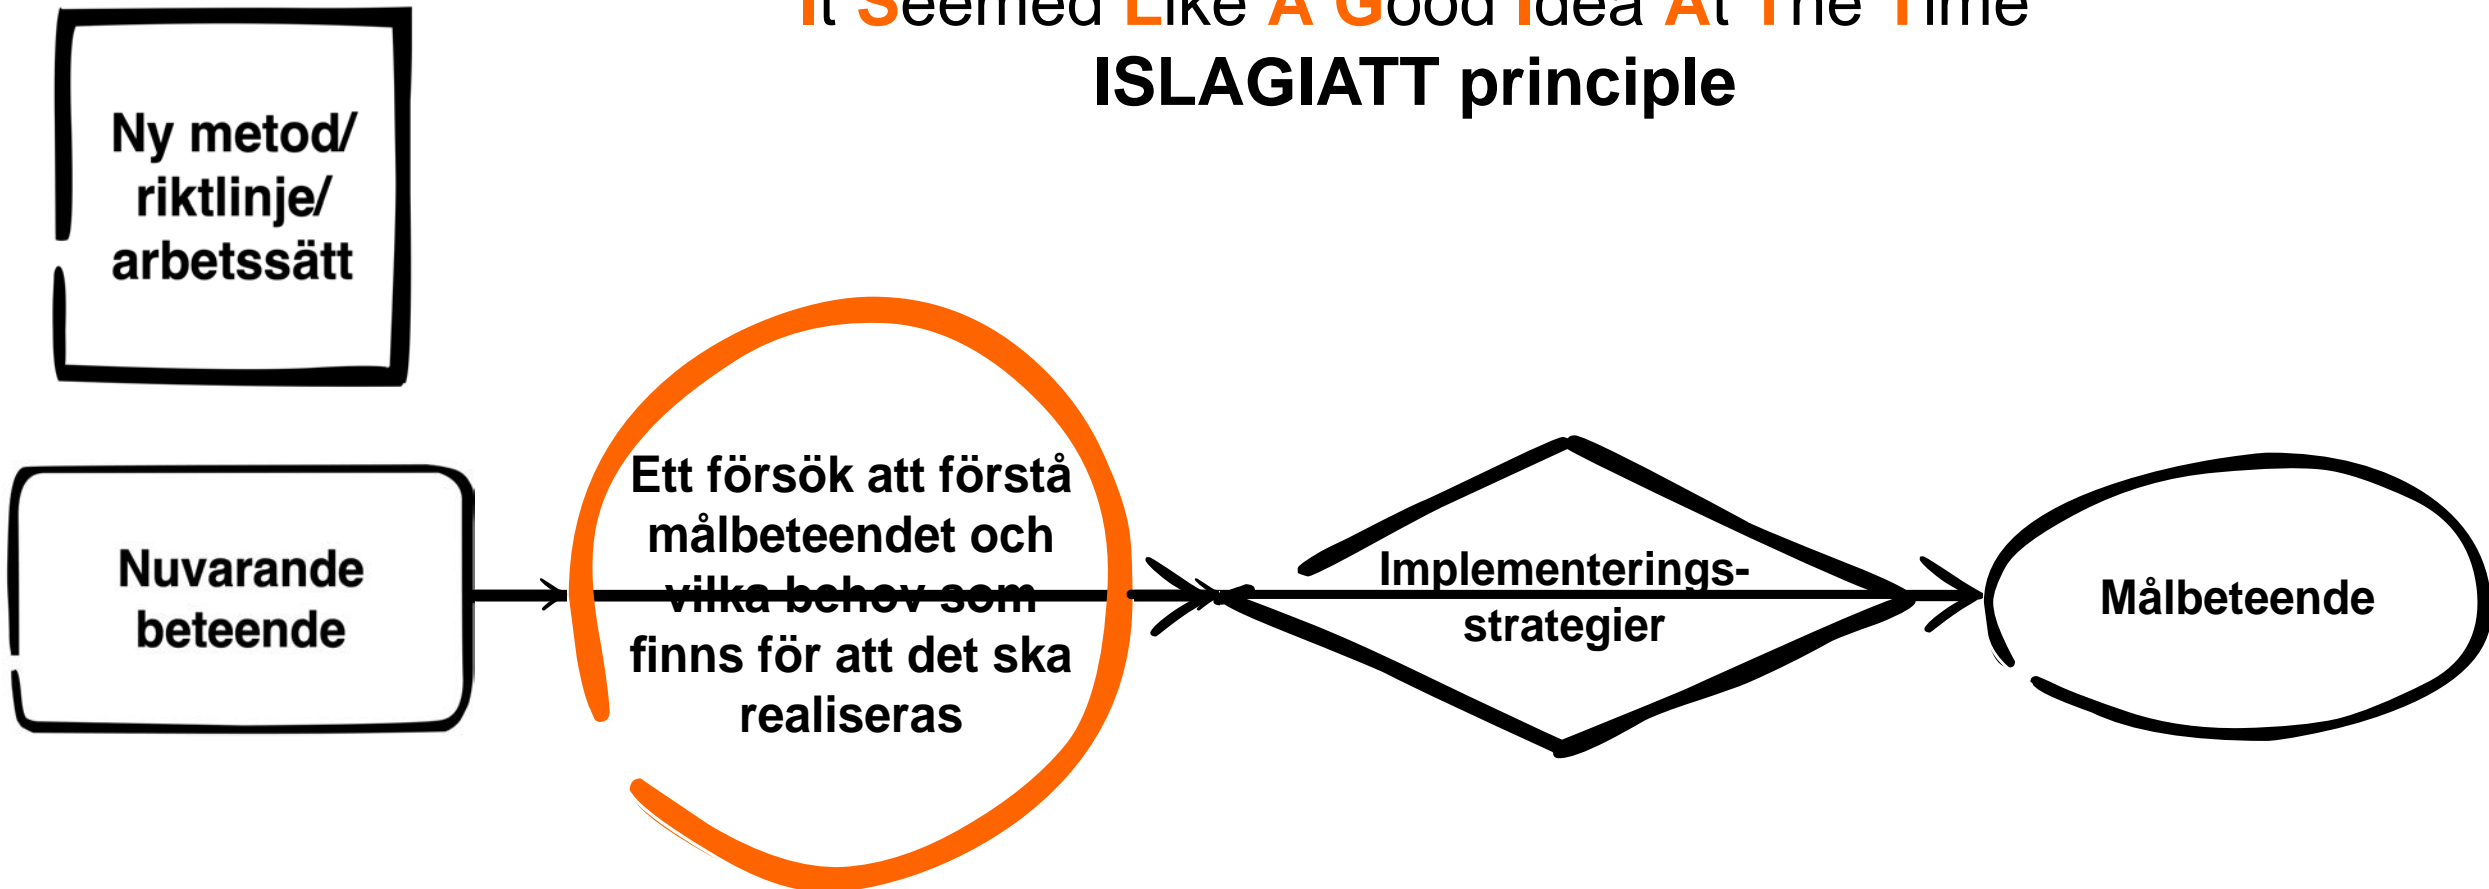 It Seemed Like A Good Idea At The Time
ISLAGIATT principle
Ny metod/
riktlinje/
arbetssätt
Nuvarande
beteende
Ett försök att förstå
målbeteendet och
vilka behov som
finns för att det ska
realiseras
Implementerings-
strategier
Målbeteende